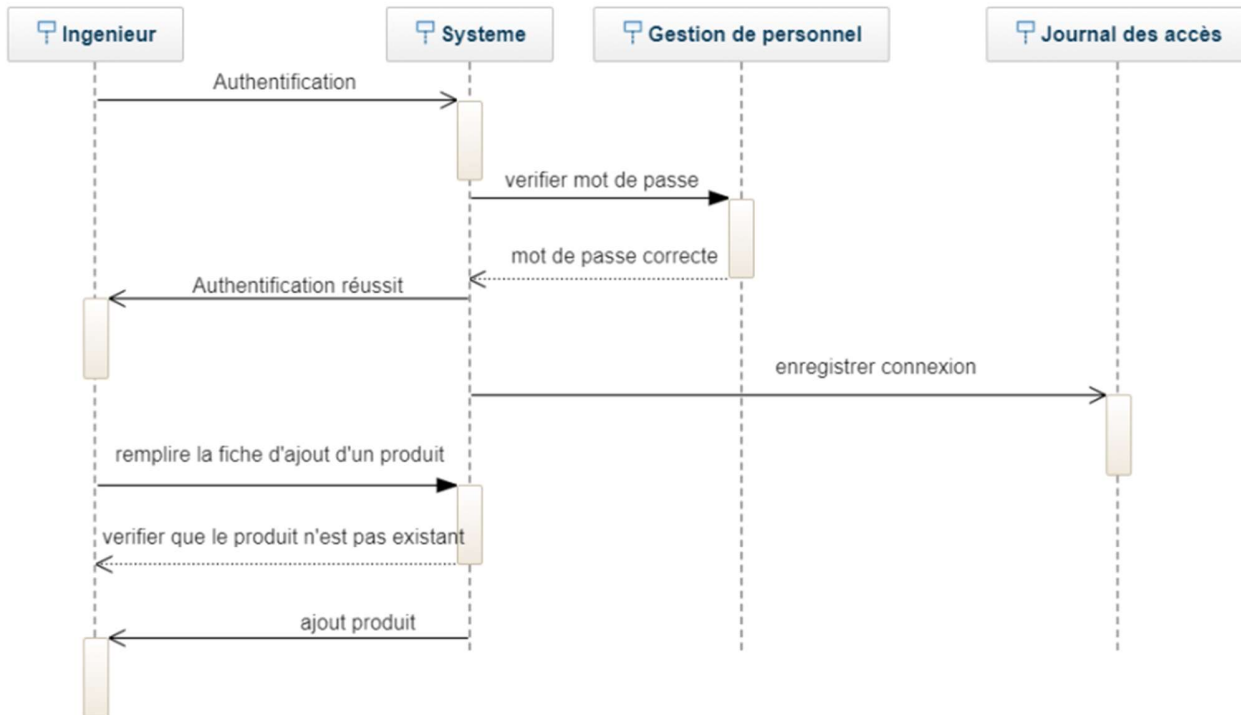 Ingenieur
Systeme
Gestion de personnel
Journal des accès
Authentification
verifier mot de passe
mot de passe correcte
Authentification réussit
enregistrer connexion
remplire la fiche d'ajout d'un produit
verifier que le produit n'est pas existant
ajout produit